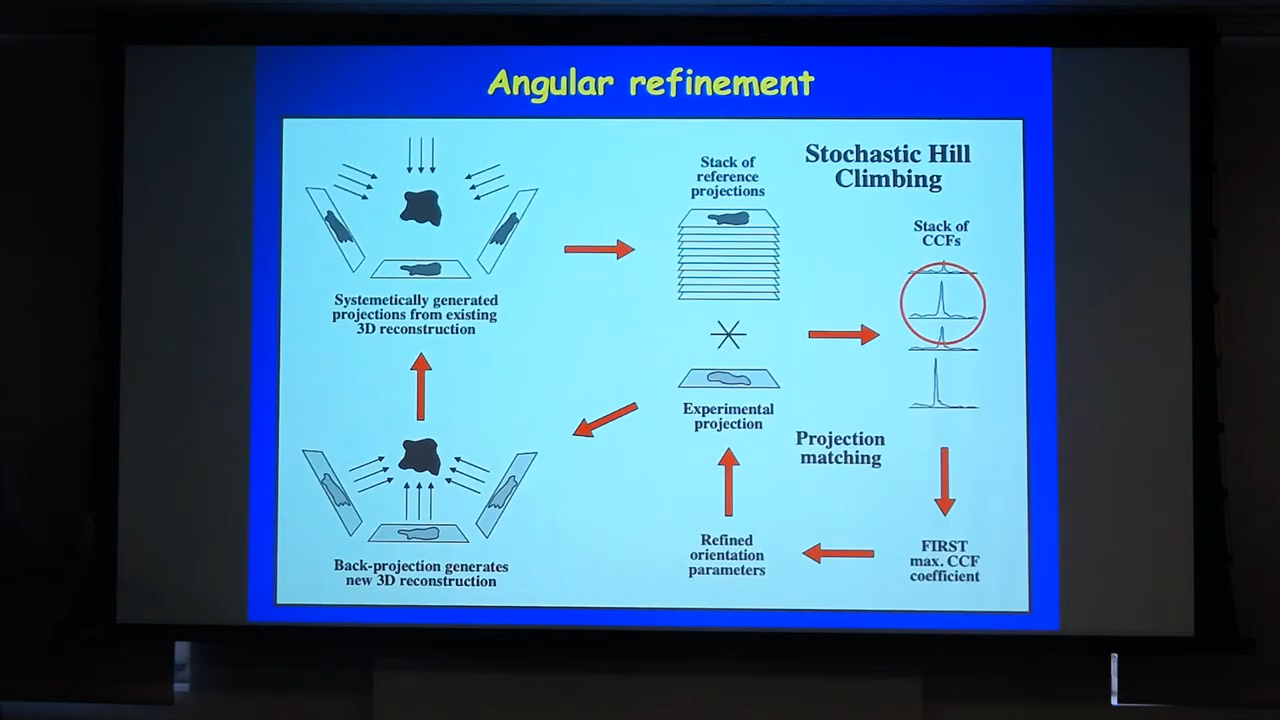 Angular refinement
Stochastic Hill
Climbing
Stack of
reference
projections
Stack of
CCFs
Systemetically generated
projections from existing
3D reconstruction
Experimental
projection
Projection
matching
Refined
orientation
parameters
FIRST
max. CCF
coefficient
Back-projection generates
new 3D reconstruction